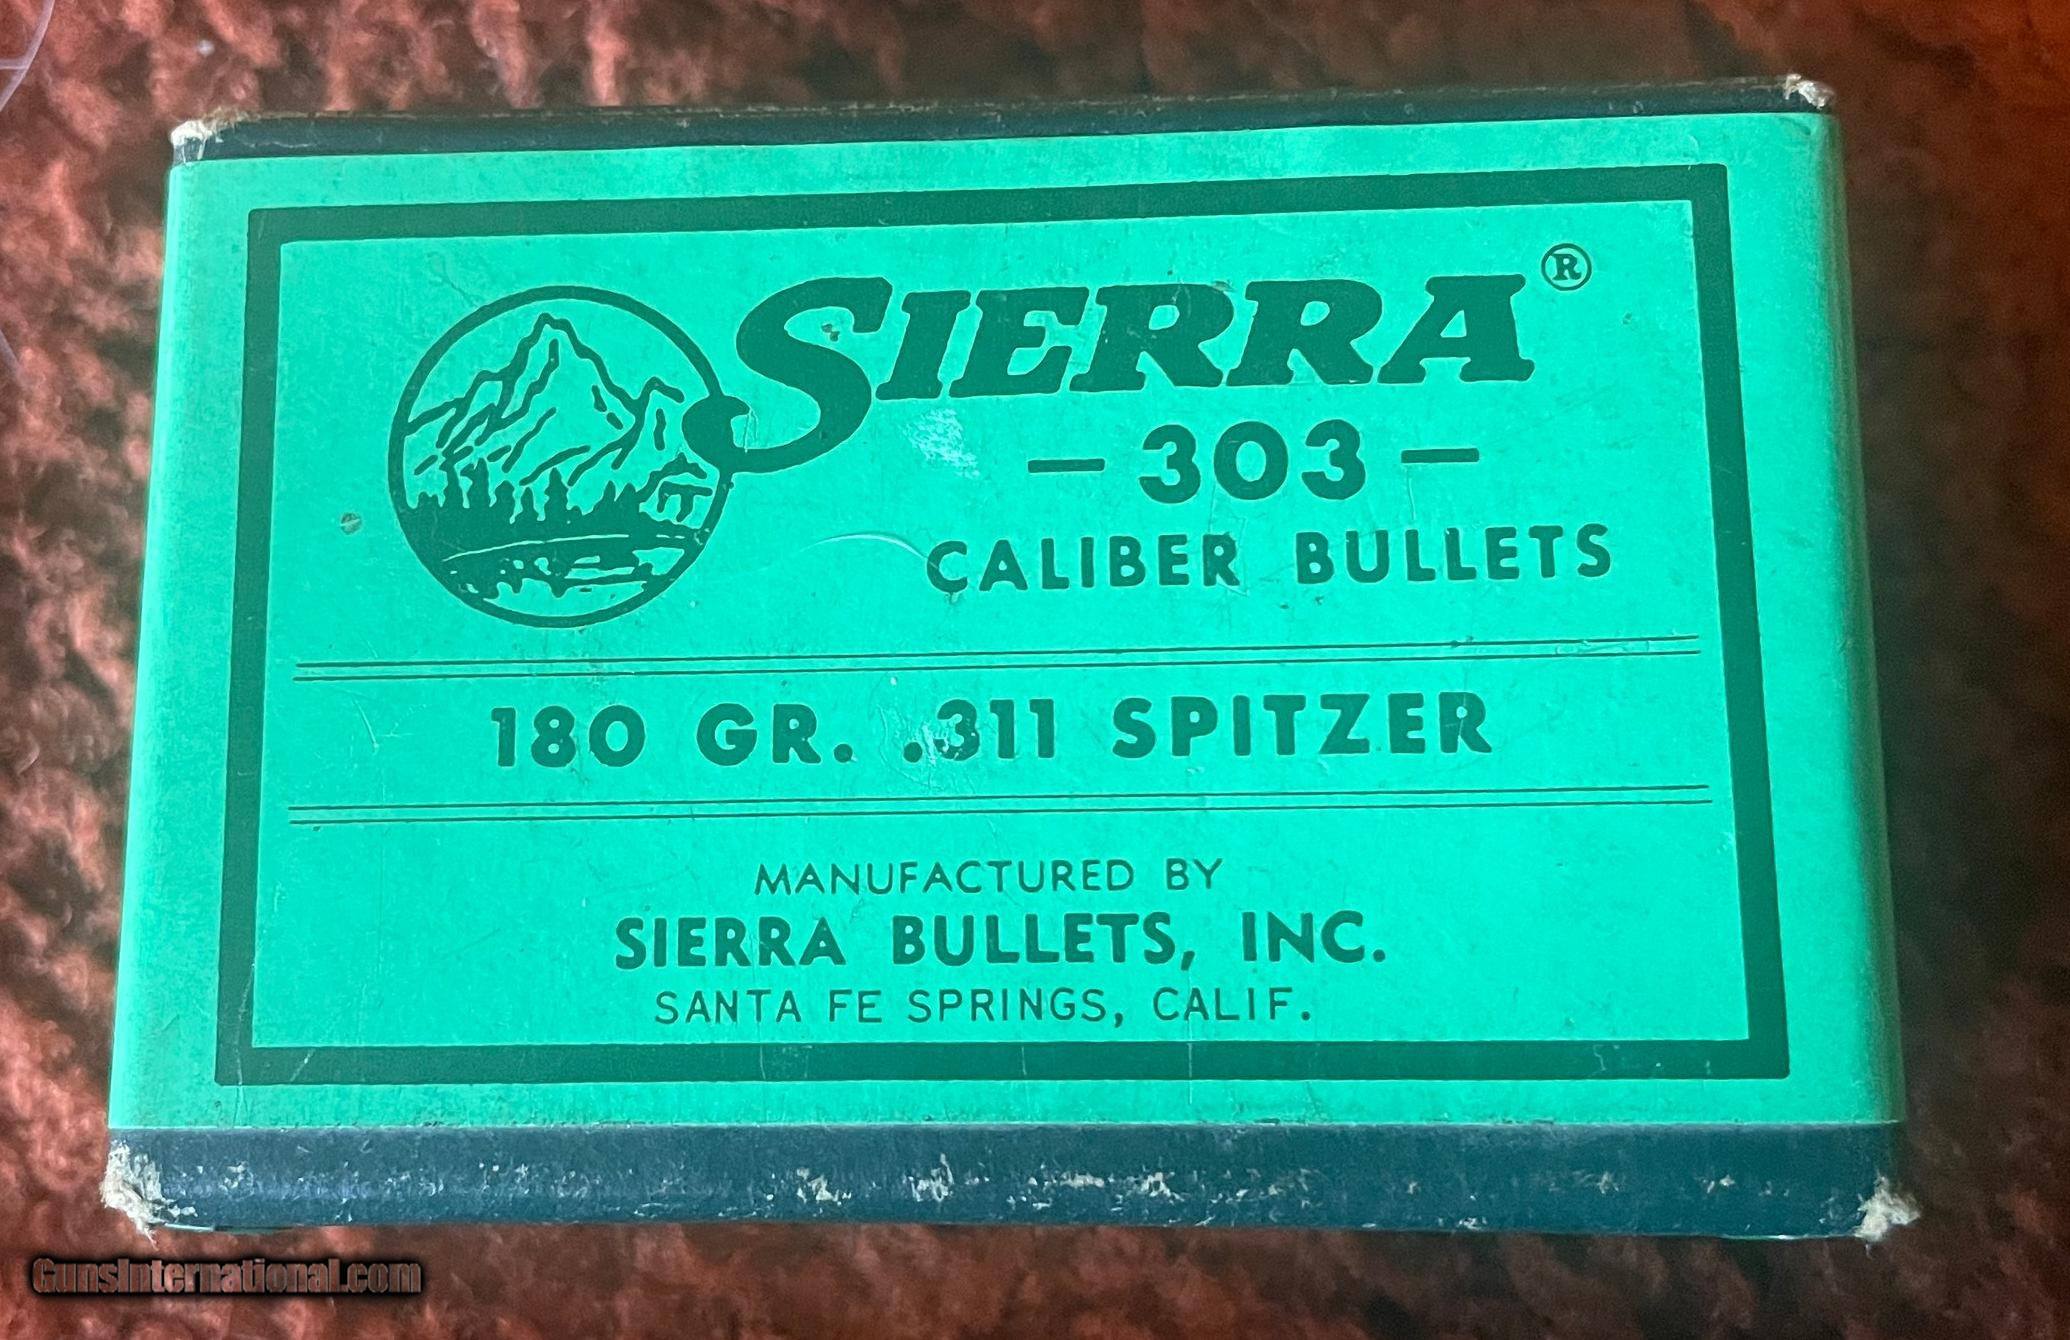 SIERRA®
- 303 -
CALIBER BULLETS
180 GR. .311 SPITZER
MANUFACTURED BY
SIERRA BULLETS, INC.
SANTA FE SPRINGS, CALIF.
GunsInternational.com